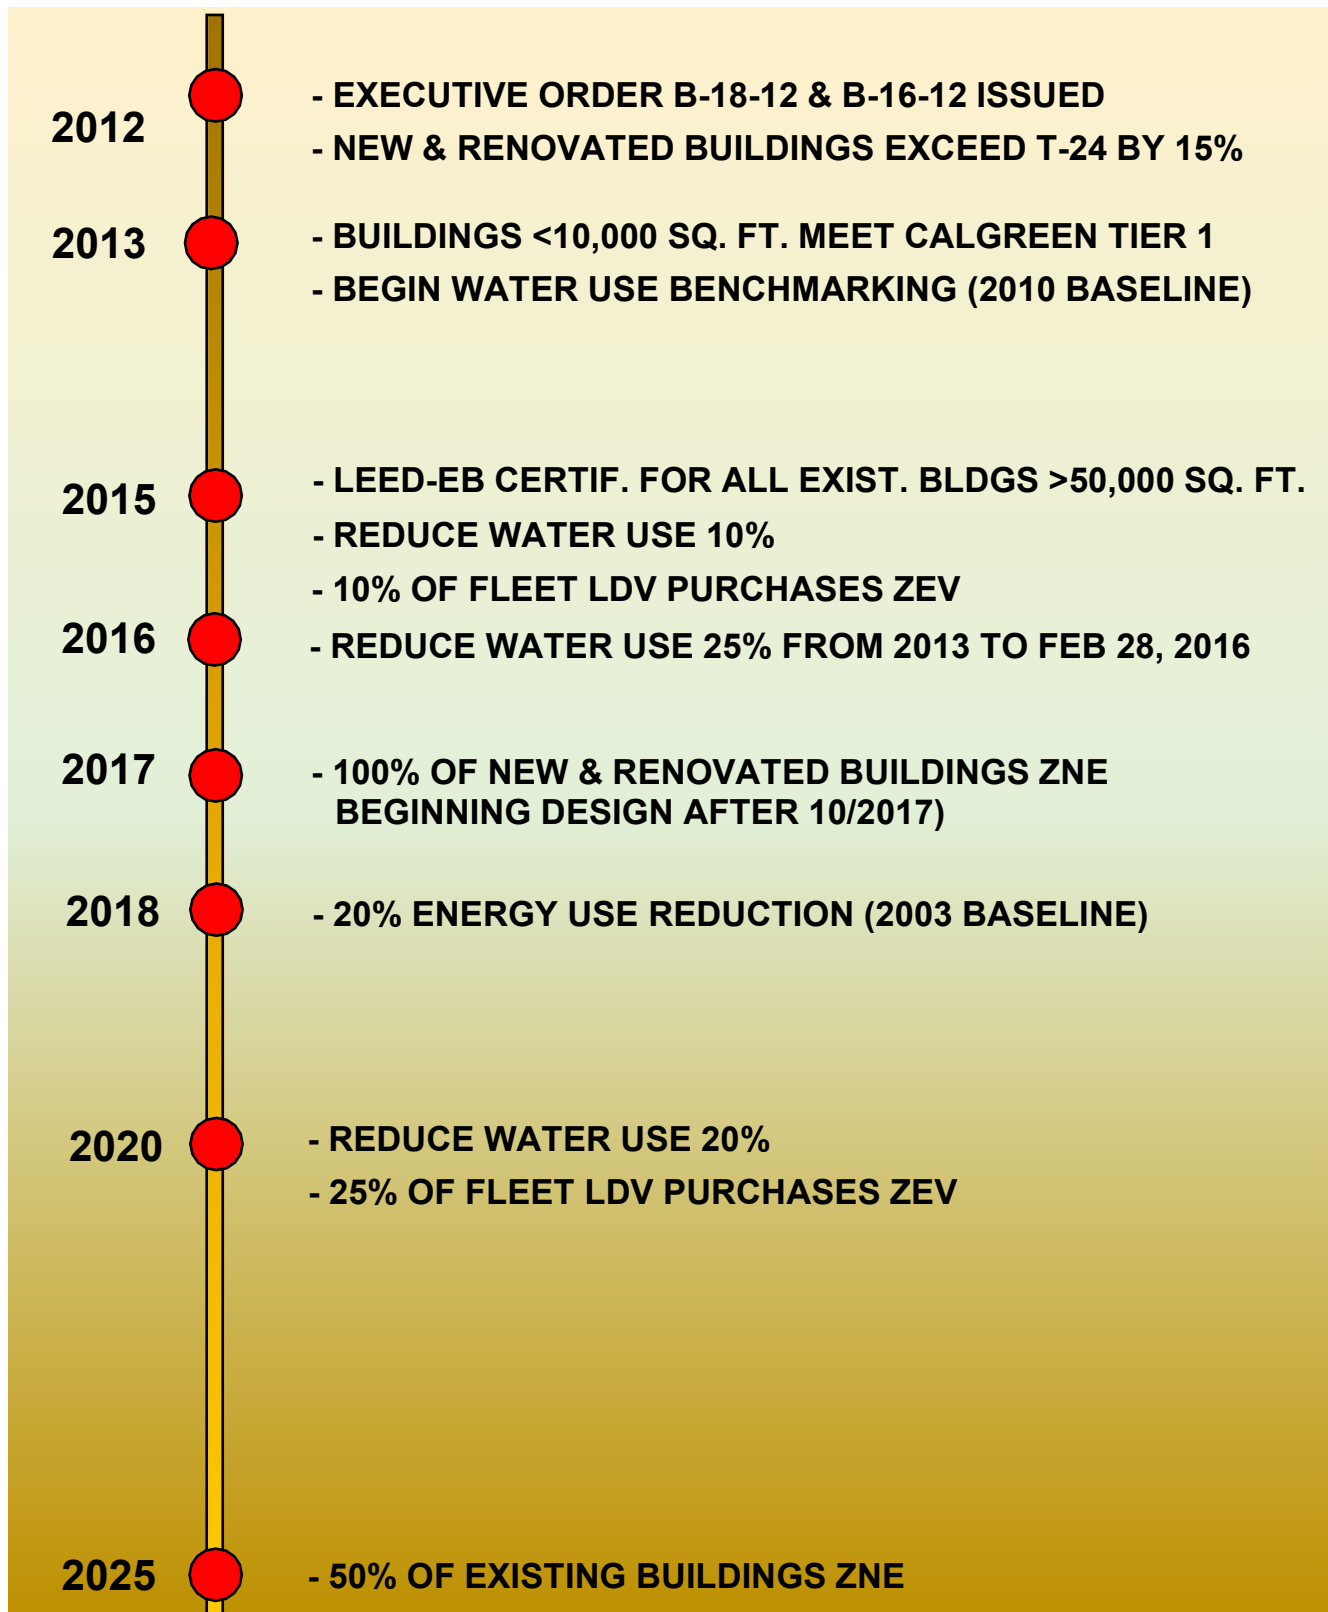 2012
- EXECUTIVE ORDER B-18-12 & B-16-12 ISSUED
- NEW & RENOVATED BUILDINGS EXCEED T-24 BY 15%
2013
- BUILDINGS <10,000 SQ. FT. MEET CALGREEN TIER 1
- BEGIN WATER USE BENCHMARKING (2010 BASELINE)
2015
- LEED-EB CERTIF. FOR ALL EXIST. BLDGS >50,000 SQ. FT.
- REDUCE WATER USE 10%
- 10% OF FLEET LDV PURCHASES ZEV
2016
- REDUCE WATER USE 25% FROM 2013 TO FEB 28, 2016
2017
- 100% OF NEW & RENOVATED BUILDINGS ZNE
BEGINNING DESIGN AFTER 10/2017)
2018
- 20% ENERGY USE REDUCTION (2003 BASELINE)
2020
- REDUCE WATER USE 20%
- 25% OF FLEET LDV PURCHASES ZEV
2025
- 50% OF EXISTING BUILDINGS ZNE